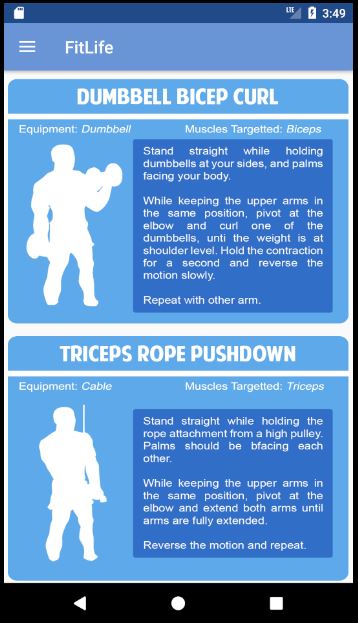 LTE 3:49
FitLife
DUMBBELL BICEP CURL
Equipment: Dumbbell Muscles Targetted: Biceps
Stand straight while holding
dumbbells at your sides, and palms
facing your body.
While keeping the upper arms in
the same position, pivot at the
elbow and curl one of the
dumbbells, unti the weight is at
shoulder level. Hold the contraction
for a second and reverse the
motion slowly.
Repeat with other arm.
TRICEPS ROPE PUSHDOWN
Equipment: Cable Muscles Targetted: Triceps
Stand straight while holding the
rope attachment from a high pulley.
Palms should be bfacing each
other.
While keeping the upper arms in
the same position, pivot at the
elbow and extend both arms until
arms are fully extended.
Reverse the motion and repeat.